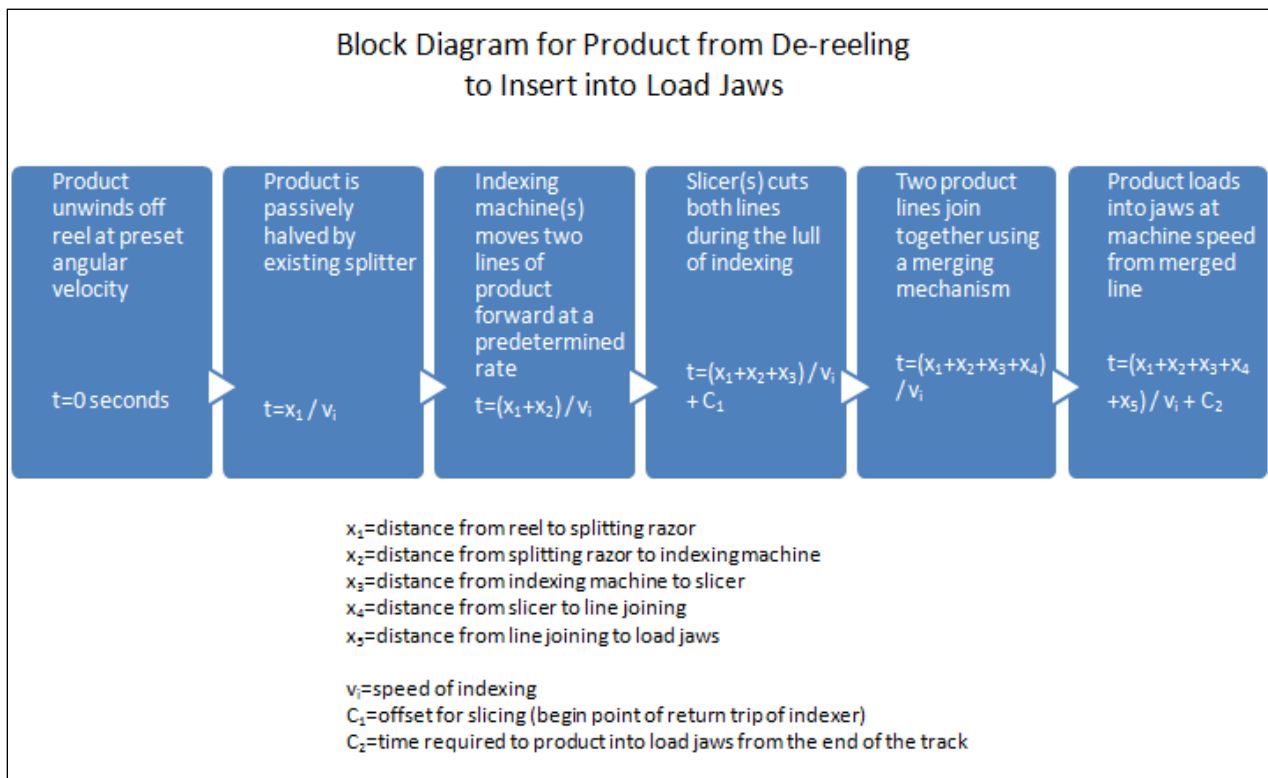 Block Diagram for Product from De-reeling
to Insert into Load Jaws
Product
unwinds off
reel at preset
angular
velocity
t=0 seconds
Product is
passively
halved by
existing splitter
t=x₁ / vᵢ
Indexing
machine(s)
moves two
lines of
product
forward at a
predetermined
rate
t=(x₁+x₂) / vᵢ
Slicer(s) cuts
both lines
during the lull
of indexing
t=(x₁+x₂+x₃) / vᵢ
+ C₁
Two product
lines join
together using
a merging
mechanism
t=(x₁+x₂+x₃+x₄)
/ vᵢ
Product loads
into jaws at
machine speed
from merged
line
t=(x₁+x₂+x₃+x₄
+x₅) / vᵢ + C₂
x₁=distance from reel to splitting razor
x₂=distance from splitting razor to indexing machine
x₃=distance from indexing machine to slicer
x₄=distance from slicer to line joining
x₅=distance from line joining to load jaws
vᵢ=speed of indexing
C₁=offset for slicing (begin point of return trip of indexer)
C₂=time required to product into load jaws from the end of the track